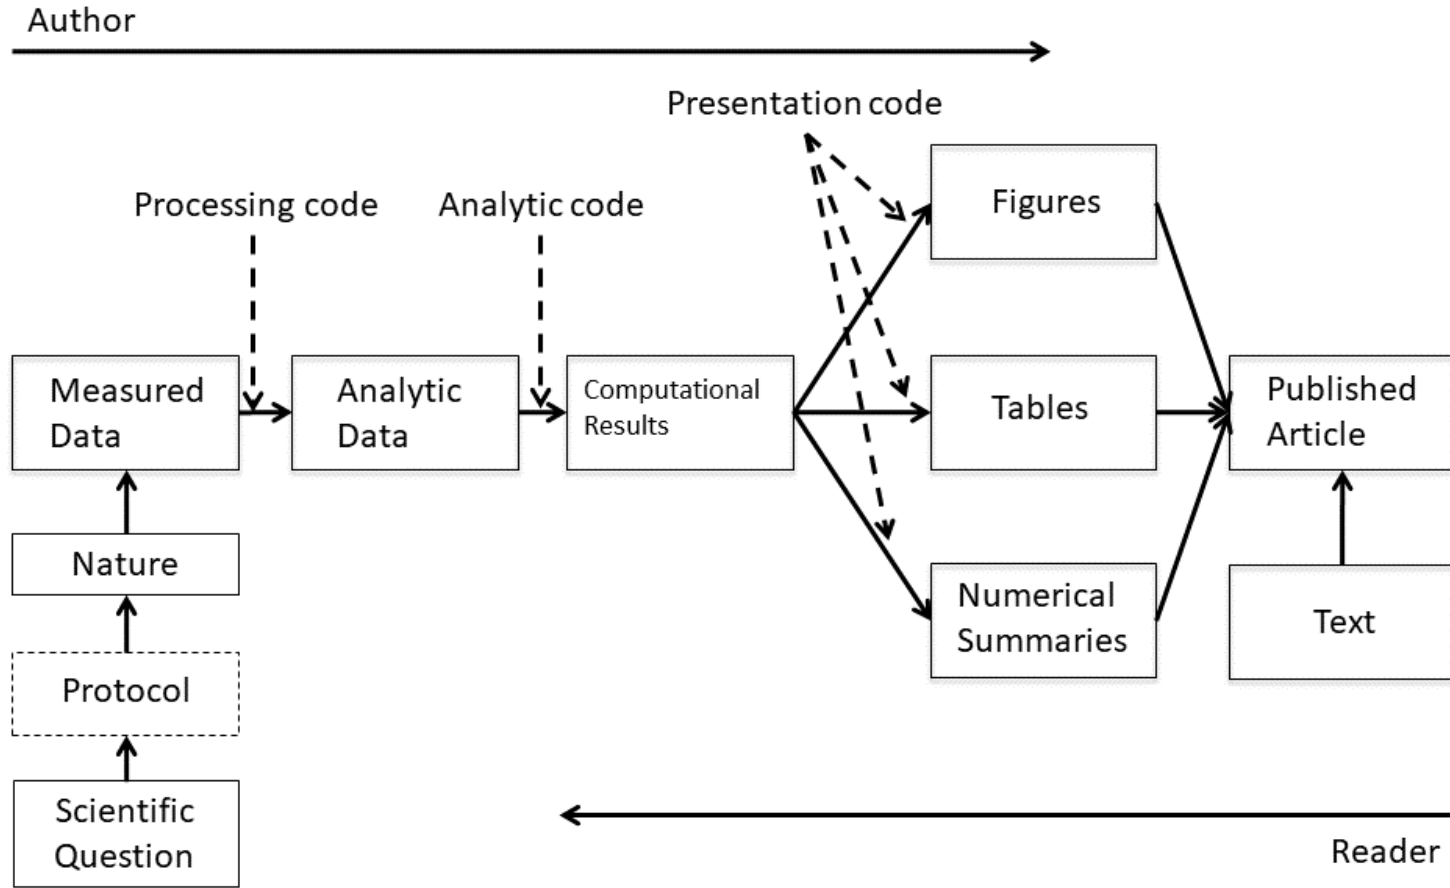 Author
Presentation code
Processing code
Analytic code
Figures
Measured
Data
Analytic
Data
Computational
Results
Tables
Published
Article
Nature
Numerical
Summaries
Text
Protocol
Scientific
Question
Reader